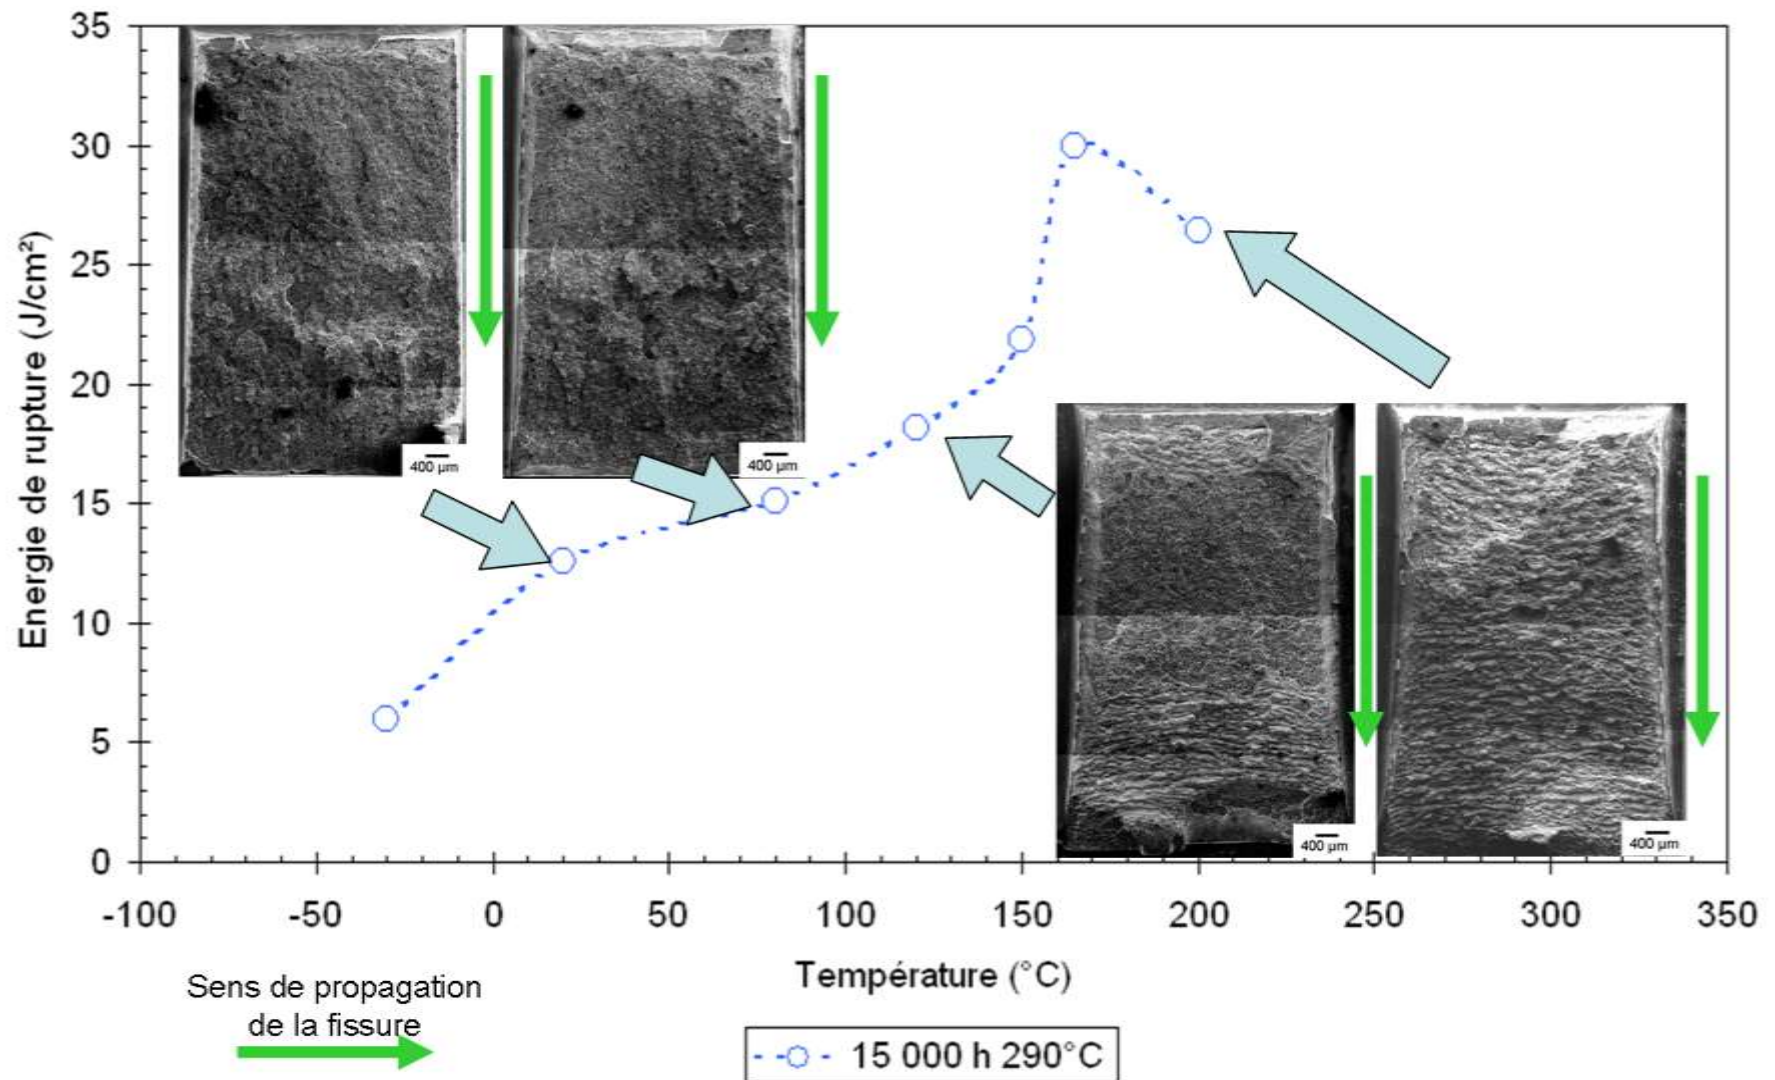 35
30
25
20
15
10
5
0
Energie de rupture (J/cm²)
400 µm
400 µm
400 µm
400 µm
-100
-50
0
50
100
150
200
250
300
350
Température (°C)
Sens de propagation
de la fissure
15 000 h 290°C